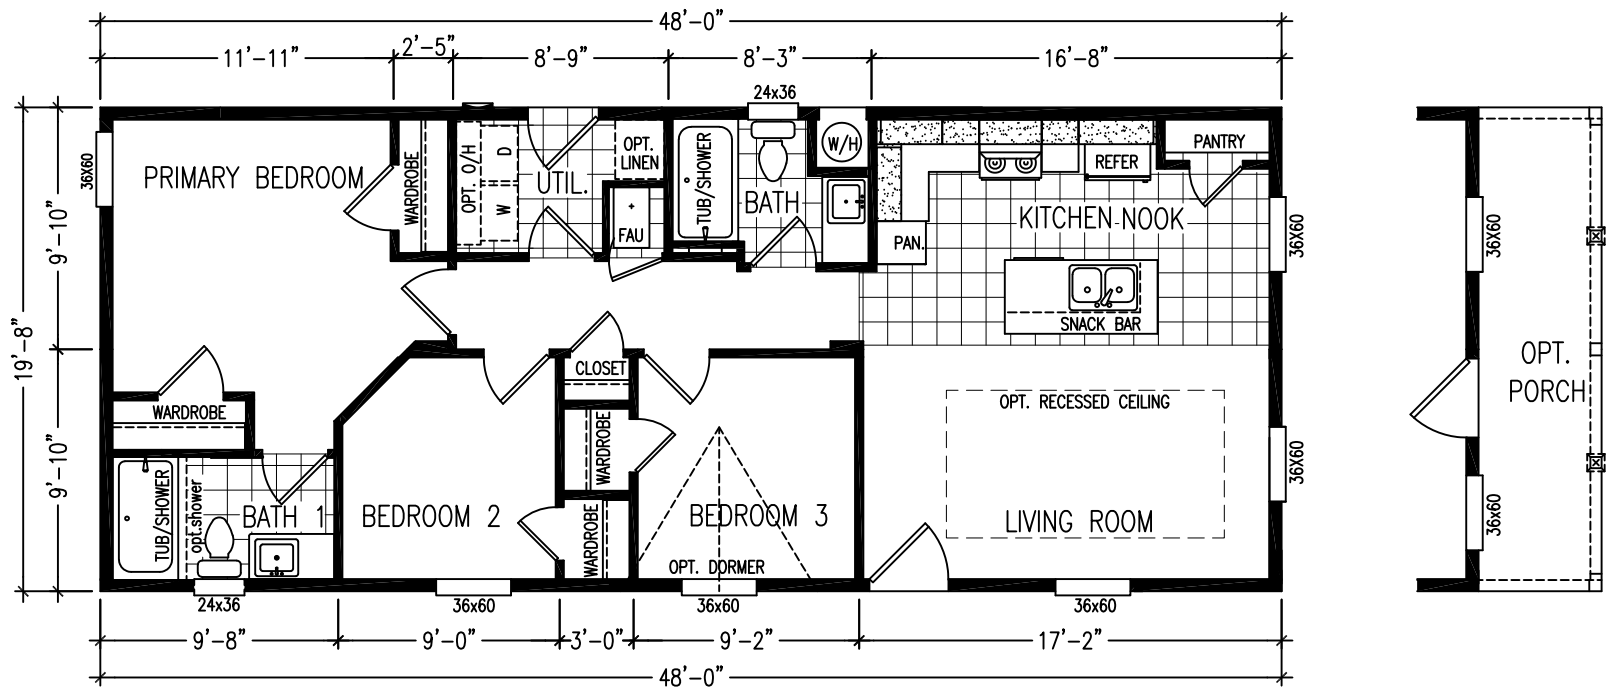 48'-0"
11'-11"
2'-5"
8'-9"
8'-3"
16'-8"
24x36
36x60
PRIMARY BEDROOM
WARDROBE
OPT. O/H
D
W
UTIL.
OPT.
LINEN
FAU
TUB/SHOWER
BATH
W/H
REFER
PANTRY
KITCHEN NOOK
PAN.
36x60
36x60
9'-10"
19'-8"
SNACK BAR
CLOSET
OPT. RECESSED CEILING
OPT.
PORCH
WARDROBE
WARDROBE
9'-10"
36x60
TUB/SHOWER
opt.shower
BATH 1
BEDROOM 2
WARDROBE
BEDROOM 3
OPT. DORMER
LIVING ROOM
36x60
24x36
36x60
36x60
36x60
9'-8"
9'-0"
3'-0"
9'-2"
17'-2"
48'-0"